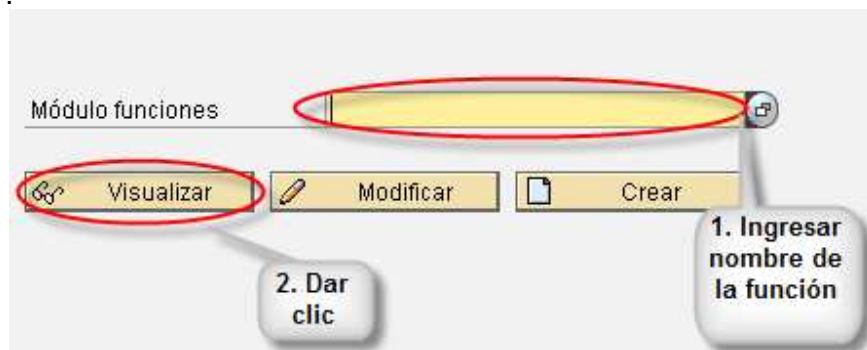 .
Módulo funciones
Visualizar Modificar Crear
1. Ingresar
nombre de
la función
2. Dar
clic